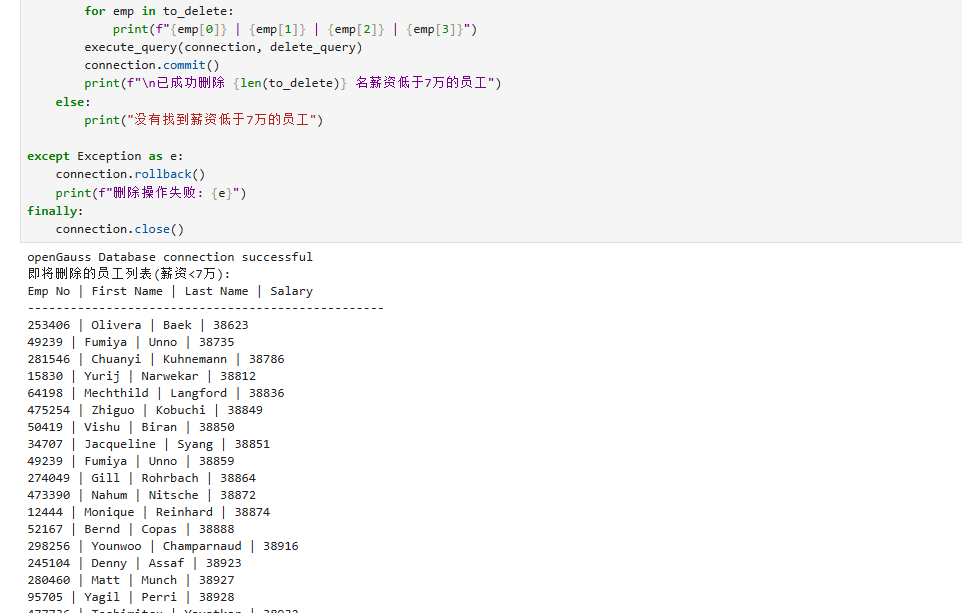 for emp in to_delete:
print(f"{emp[0]} | {emp[1]} | {emp[2]} | {emp[3]}")
execute_query(connection, delete_query)
connection.commit()
print(f"\n已成功删除 {len(to_delete)} 名薪资低于7万的员工")
else:
print("没有找到薪资低于7万的员工")
except Exception as e:
connection.rollback()
print(f"删除操作失败: {e}")
finally:
connection.close()
openGauss Database connection successful
即将删除的员工列表(薪资<7万):
Emp No | First Name | Last Name | Salary
--------------------------------------------------
253406 | Olivera | Baek | 38623
49239 | Fumiya | Unno | 38735
281546 | Chuanyi | Kuhnemann | 38786
15830 | Yurij | Narwekar | 38812
64198 | Mechthild | Langford | 38836
475254 | Zhiguo | Kobuchi | 38849
50419 | Vishu | Biran | 38850
34707 | Jacqueline | Syang | 38851
49239 | Fumiya | Unno | 38859
274049 | Gill | Rohrbach | 38864
473390 | Nahum | Nitsche | 38872
12444 | Monique | Reinhard | 38874
52167 | Bernd | Copas | 38888
298256 | Younwoo | Champarnaud | 38916
245104 | Denny | Assaf | 38923
280460 | Matt | Munch | 38927
95705 | Yagil | Perri | 38928